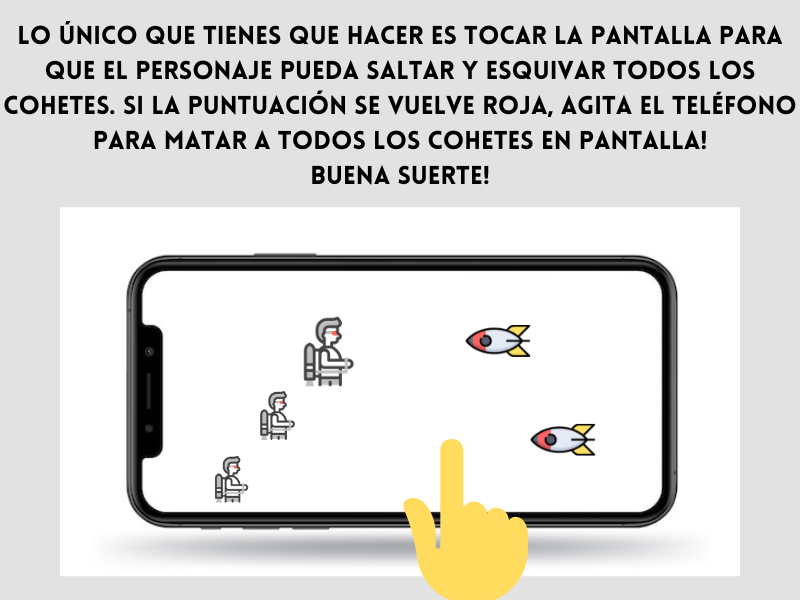 LO ÚNICO QUE TIENES QUE HACER ES TOCAR LA PANTALLA PARA
QUE EL PERSONAJE PUEDA SALTAR Y ESQUIVAR TODOS LOS
COHETES. SI LA PUNTUACIÓN SE VUELVE ROJA, AGITA EL TELÉFONO
PARA MATAR A TODOS LOS COHETES EN PANTALLA!
BUENA SUERTE!